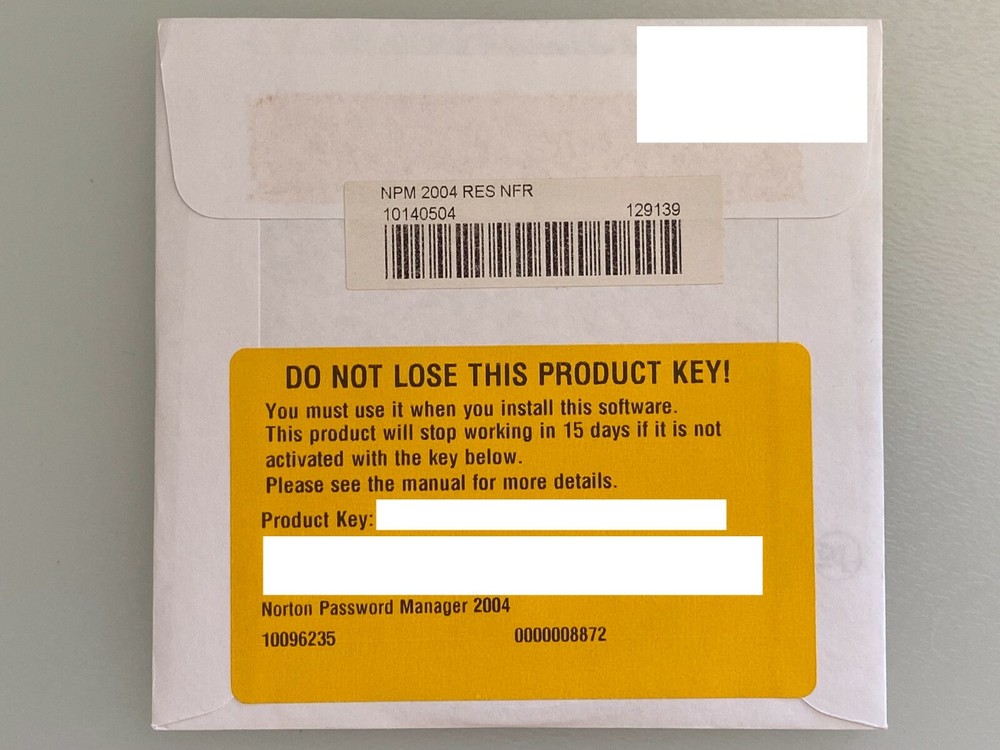 NPM 2004 RES NFR
10140504 129139
DO NOT LOSE THIS PRODUCT KEY!
You must use it when you install this software.
This product will stop working in 15 days if it is not
activated with the key below.
Please see the manual for more details.
Product Key:
Norton Password Manager 2004
10096235 0000008872